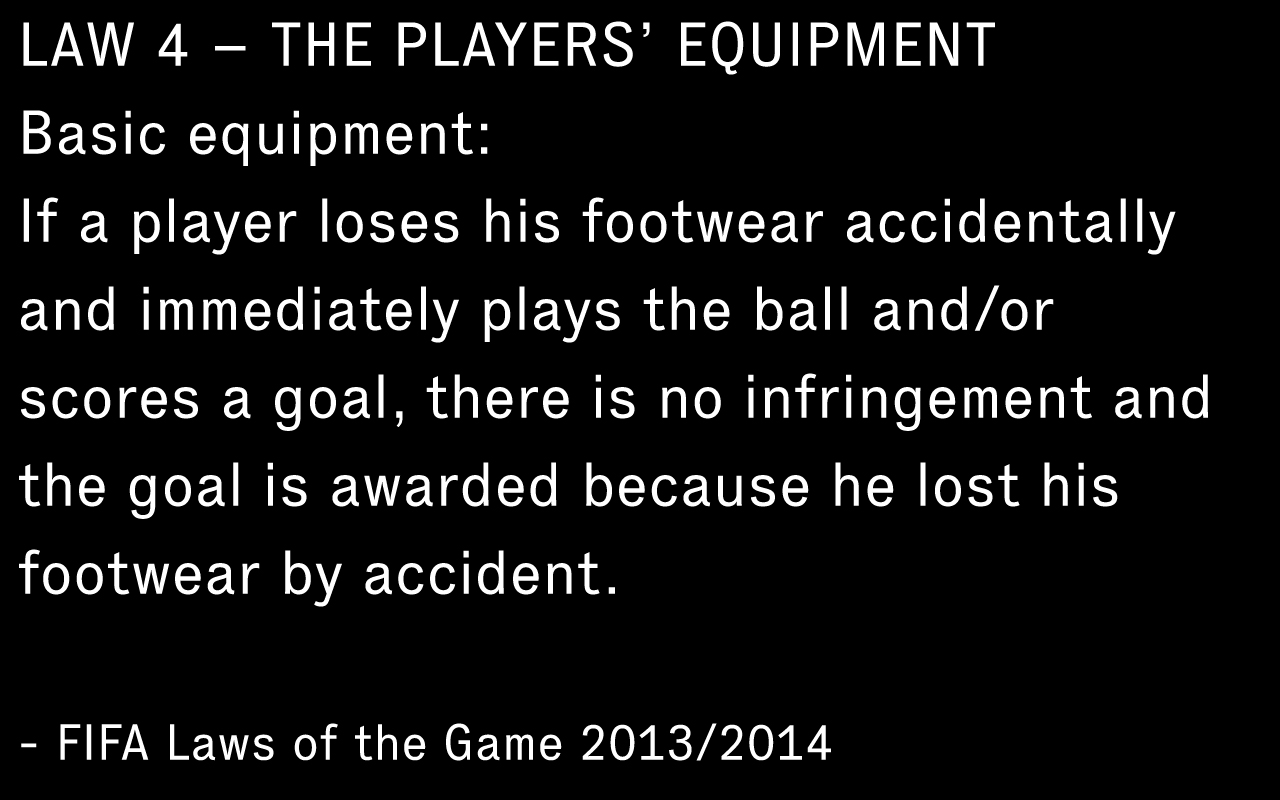 LAW 4 – THE PLAYERS’ EQUIPMENT
Basic equipment:
If a player loses his footwear accidentally
and immediately plays the ball and/or
scores a goal, there is no infringement and
the goal is awarded because he lost his
footwear by accident.
- FIFA Laws of the Game 2013/2014